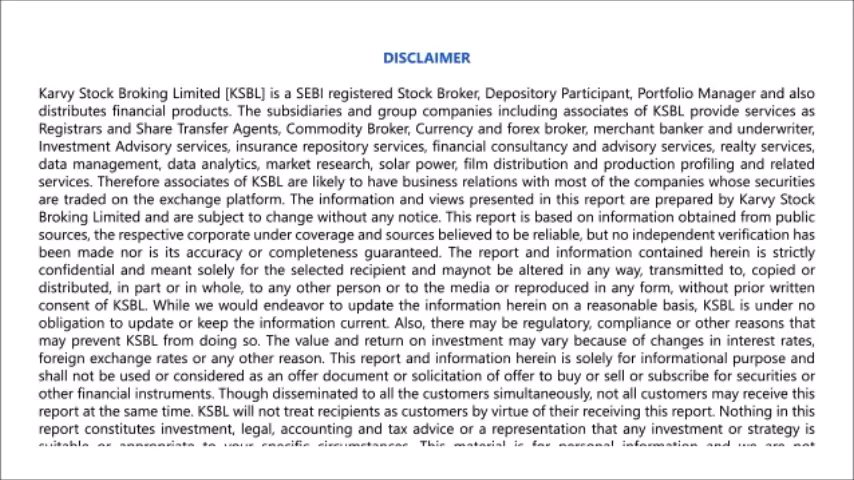 DISCLAIMER
Karvy Stock Broking Limited [KSBL] is a SEBI registered Stock Broker, Depository Participant, Portfolio Manager and also
distributes financial products. The subsidiaries and group companies including associates of KSBL provide services as
Registrars and Share Transfer Agents, Commodity Broker, Currency and forex broker, merchant banker and underwriter,
Investment Advisory services, insurance repository services, financial consultancy and advisory services, realty services,
data management, data analytics, market research, solar power, film distribution and production profiling and related
services. Therefore associates of KSBL are likely to have business relations with most of the companies whose securities
are traded on the exchange platform. The information and views presented in this report are prepared by Karvy Stock
Broking Limited and are subject to change without any notice. This report is based on information obtained from public
sources, the respective corporate under coverage and sources believed to be reliable, but no independent verification has
been made nor is its accuracy or completeness guaranteed. The report and information contained herein is strictly
confidential and meant solely for the selected recipient and maynot be altered in any way, transmitted to, copied or
distributed, in part or in whole, to any other person or to the media or reproduced in any form, without prior written
consent of KSBL. While we would endeavor to update the information herein on a reasonable basis, KSBL is under no
obligation to update or keep the information current. Also, there may be regulatory, compliance or other reasons that
may prevent KSBL from doing so. The value and return on investment may vary because of changes in interest rates,
foreign exchange rates or any other reason. This report and information herein is solely for informational purpose and
shall not be used or considered as an offer document or solicitation of offer to buy or sell or subscribe for securities or
other financial instruments. Though disseminated to all the customers simultaneously, not all customers may receive this
report at the same time. KSBL will not treat recipients as customers by virtue of their receiving this report. Nothing in this
report constitutes investment, legal, accounting and tax advice or a representation that any investment or strategy is
suitable or appropriate to your specific circumstances. This material is for personal information and we are not